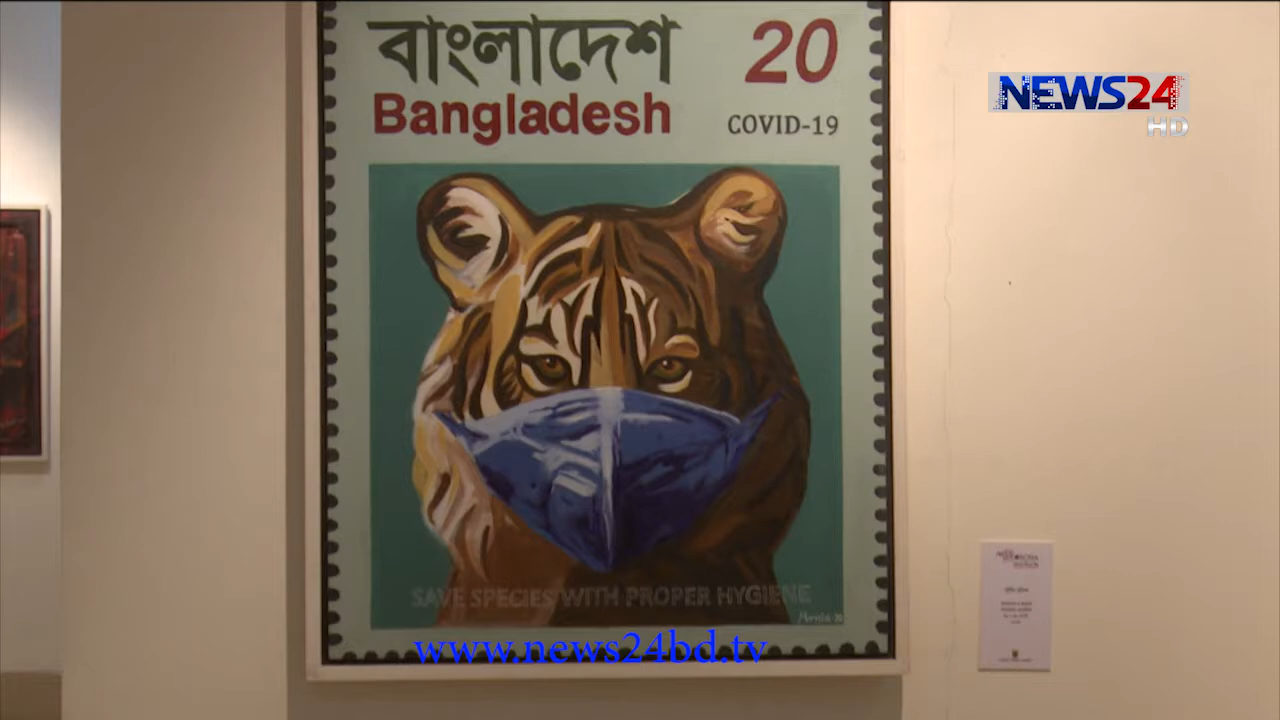 বাংলাদেশ
20
Bangladesh
COVID-19
NEWS24
HD
SAVE SPECIES WITH PROPER HYGIENE
www.news24bd.tv